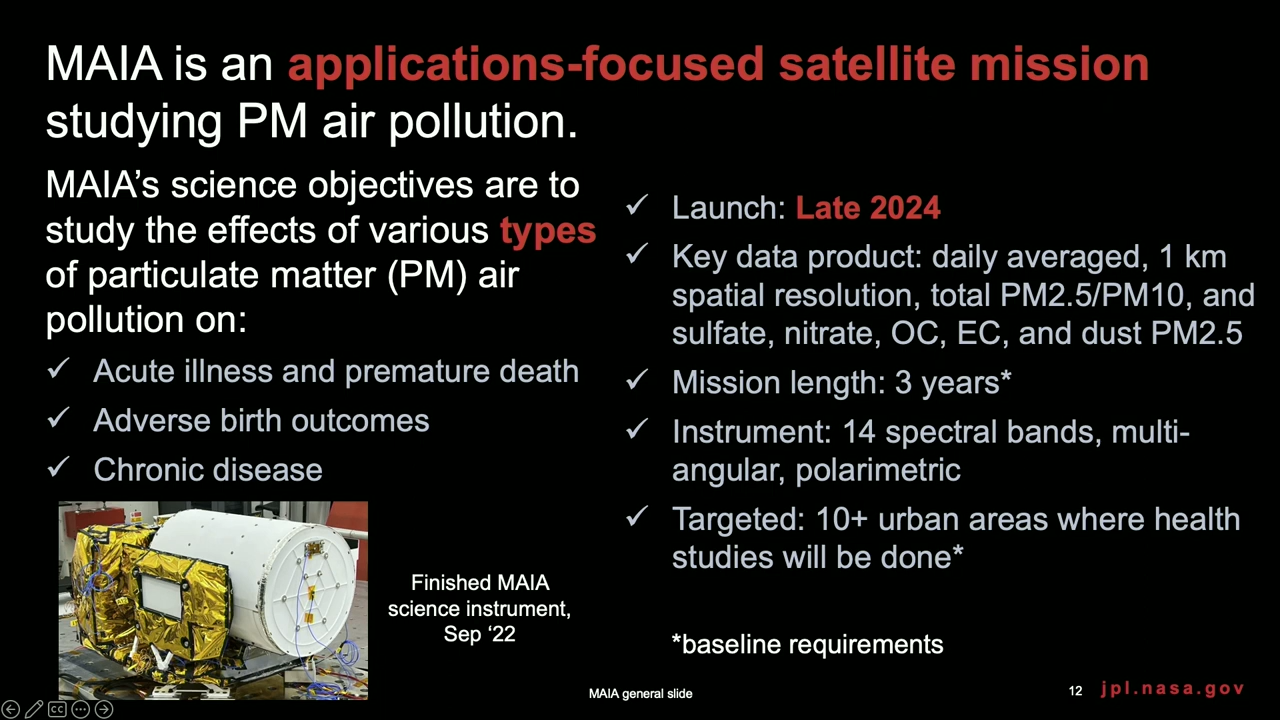 MAIA is an applications-focused satellite mission
studying PM air pollution.
MAIA’s science objectives are to
study the effects of various types
of particulate matter (PM) air
pollution on:
✓ Acute illness and premature death
✓ Adverse birth outcomes
✓ Chronic disease
Finished MAIA
science instrument,
Sep ‘22
✓ Launch: Late 2024
✓ Key data product: daily averaged, 1 km
spatial resolution, total PM2.5/PM10, and
sulfate, nitrate, OC, EC, and dust PM2.5
✓ Mission length: 3 years*
✓ Instrument: 14 spectral bands, multi-
angular, polarimetric
✓ Targeted: 10+ urban areas where health
studies will be done*
*baseline requirements
MAIA general slide
12
jpl.nasa.gov
CC